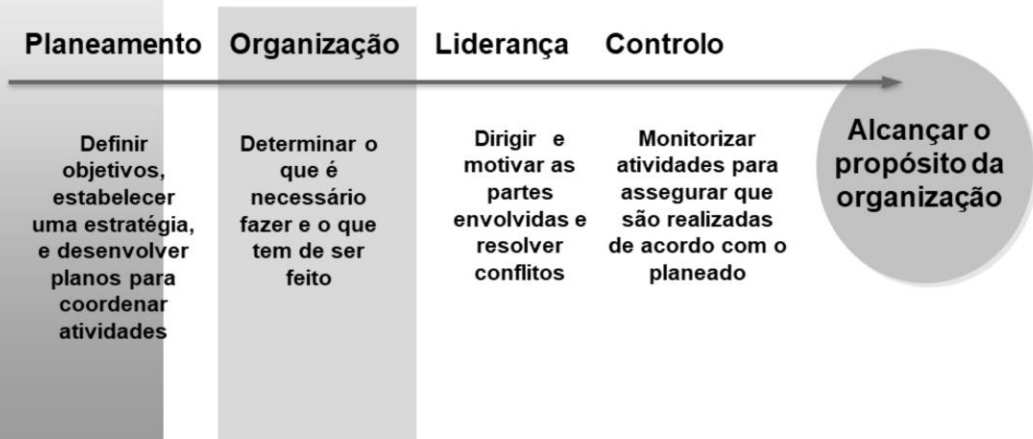 Planeamento
Organização
Liderança
Controlo
Definir
objetivos,
estabelecer
uma estratégia,
e desenvolver
planos para
coordenar
atividades
Determinar o
que é
necessário
fazer e o que
tem de ser
feito
Dirigir e
motivar as
partes
envolvidas e
resolver
conflitos
Monitorizar
atividades para
assegurar que
são realizadas
de acordo com o
planeado
Alcançar o
propósito da
organização